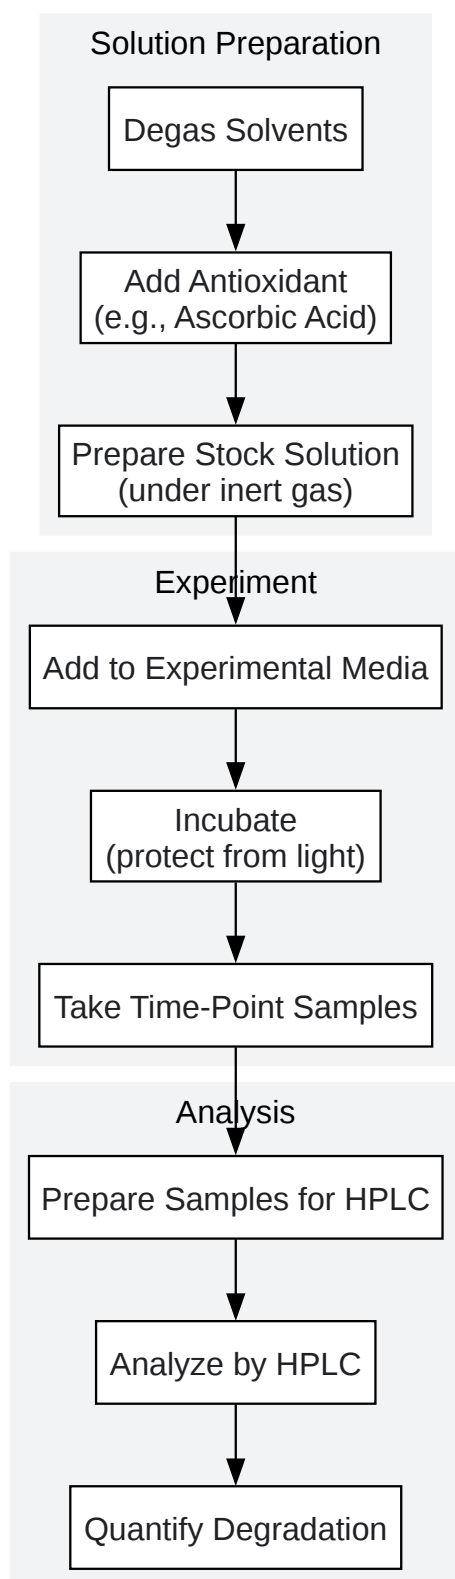 Solution Preparation
Degas Solvents
Add Antioxidant
(e.g., Ascorbic Acid)
Prepare Stock Solution
(under inert gas)
Experiment
Add to Experimental Media
Incubate
(protect from light)
Take Time-Point Samples
Analysis
Prepare Samples for HPLC
Analyze by HPLC
Quantify Degradation